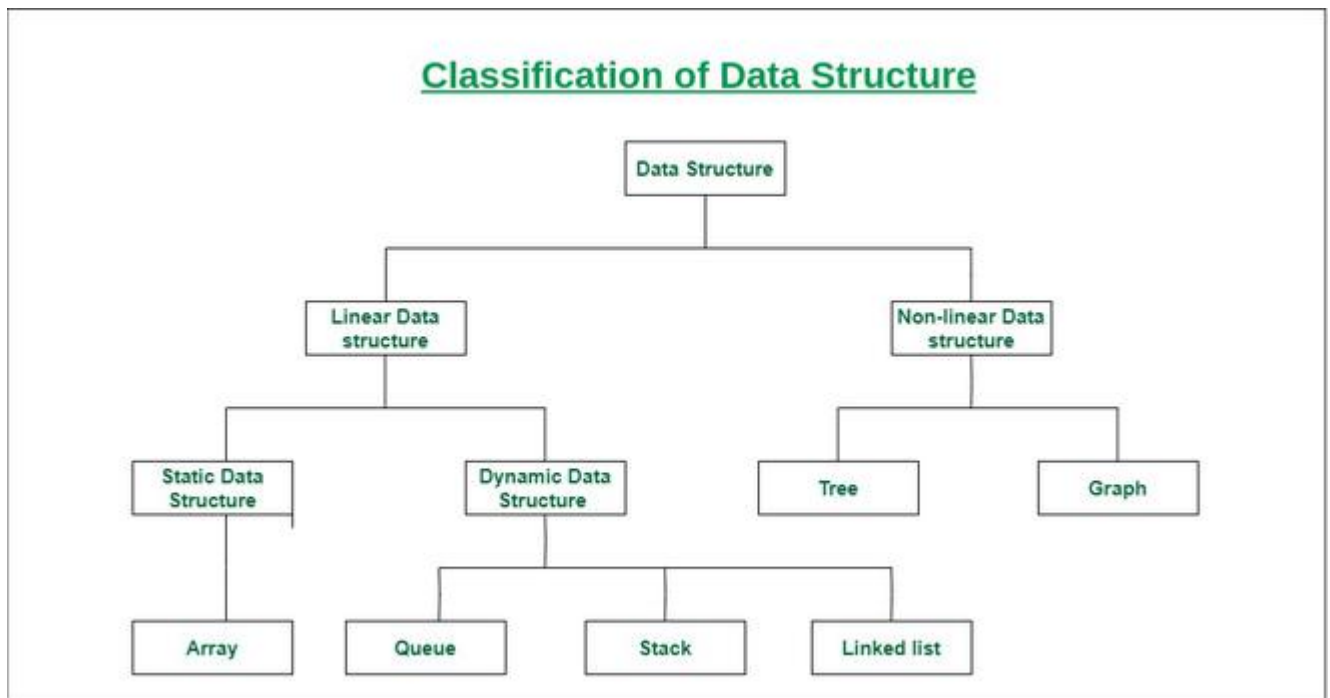 Classification of Data Structure
Data Structure
Linear Data
structure
Non-linear Data
structure
Static Data
Structure
Dynamic Data
Structure
Tree
Graph
Array
Queue
Stack
Linked list